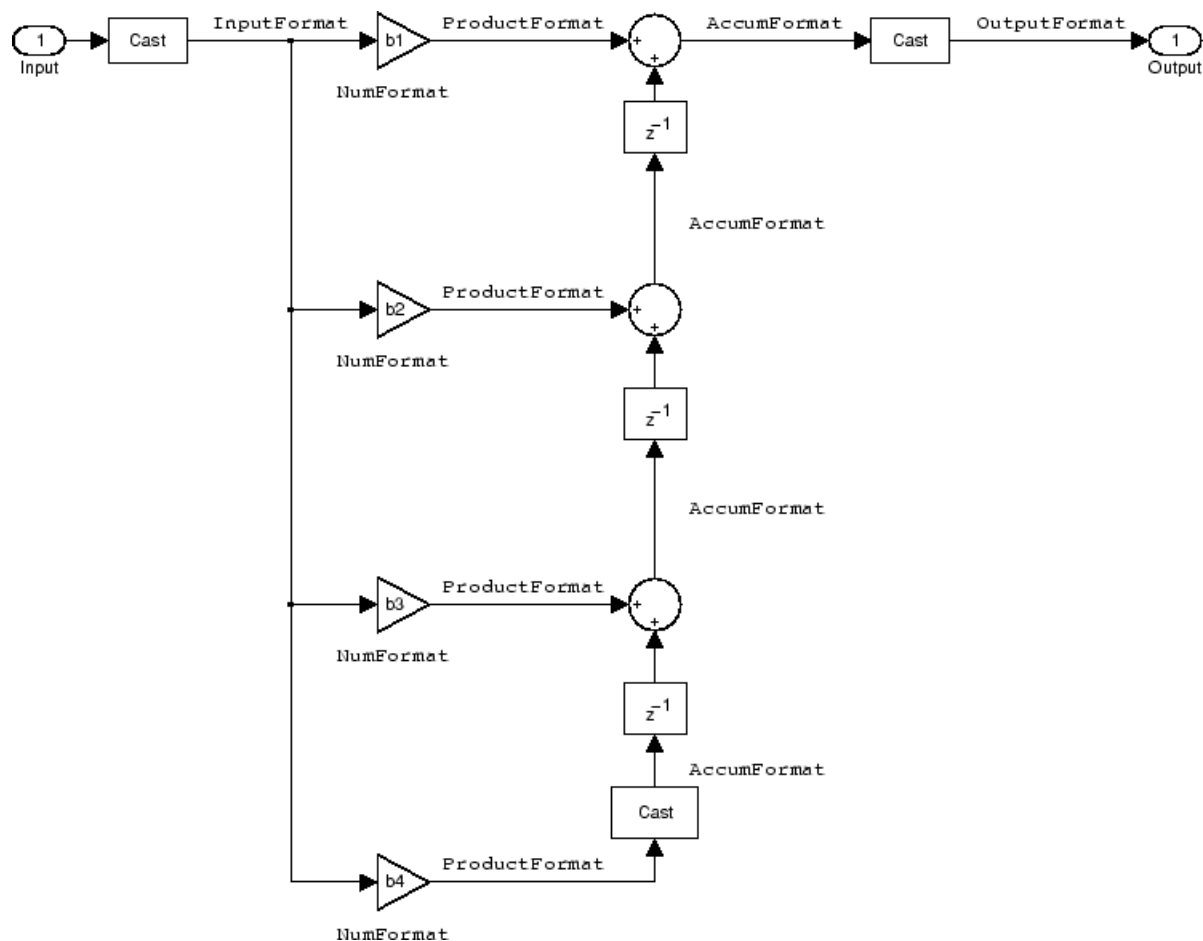 InputFormat ProductFormat AccumFormat OutputFormat
1 Cast b1 + Cast 1
Input + Output
NumFormat
z−1
AccumFormat
ProductFormat
b2 +
+
NumFormat
z−1
AccumFormat
ProductFormat
b3 +
+
NumFormat
z−1
AccumFormat
Cast
ProductFormat
b4
NumFormat